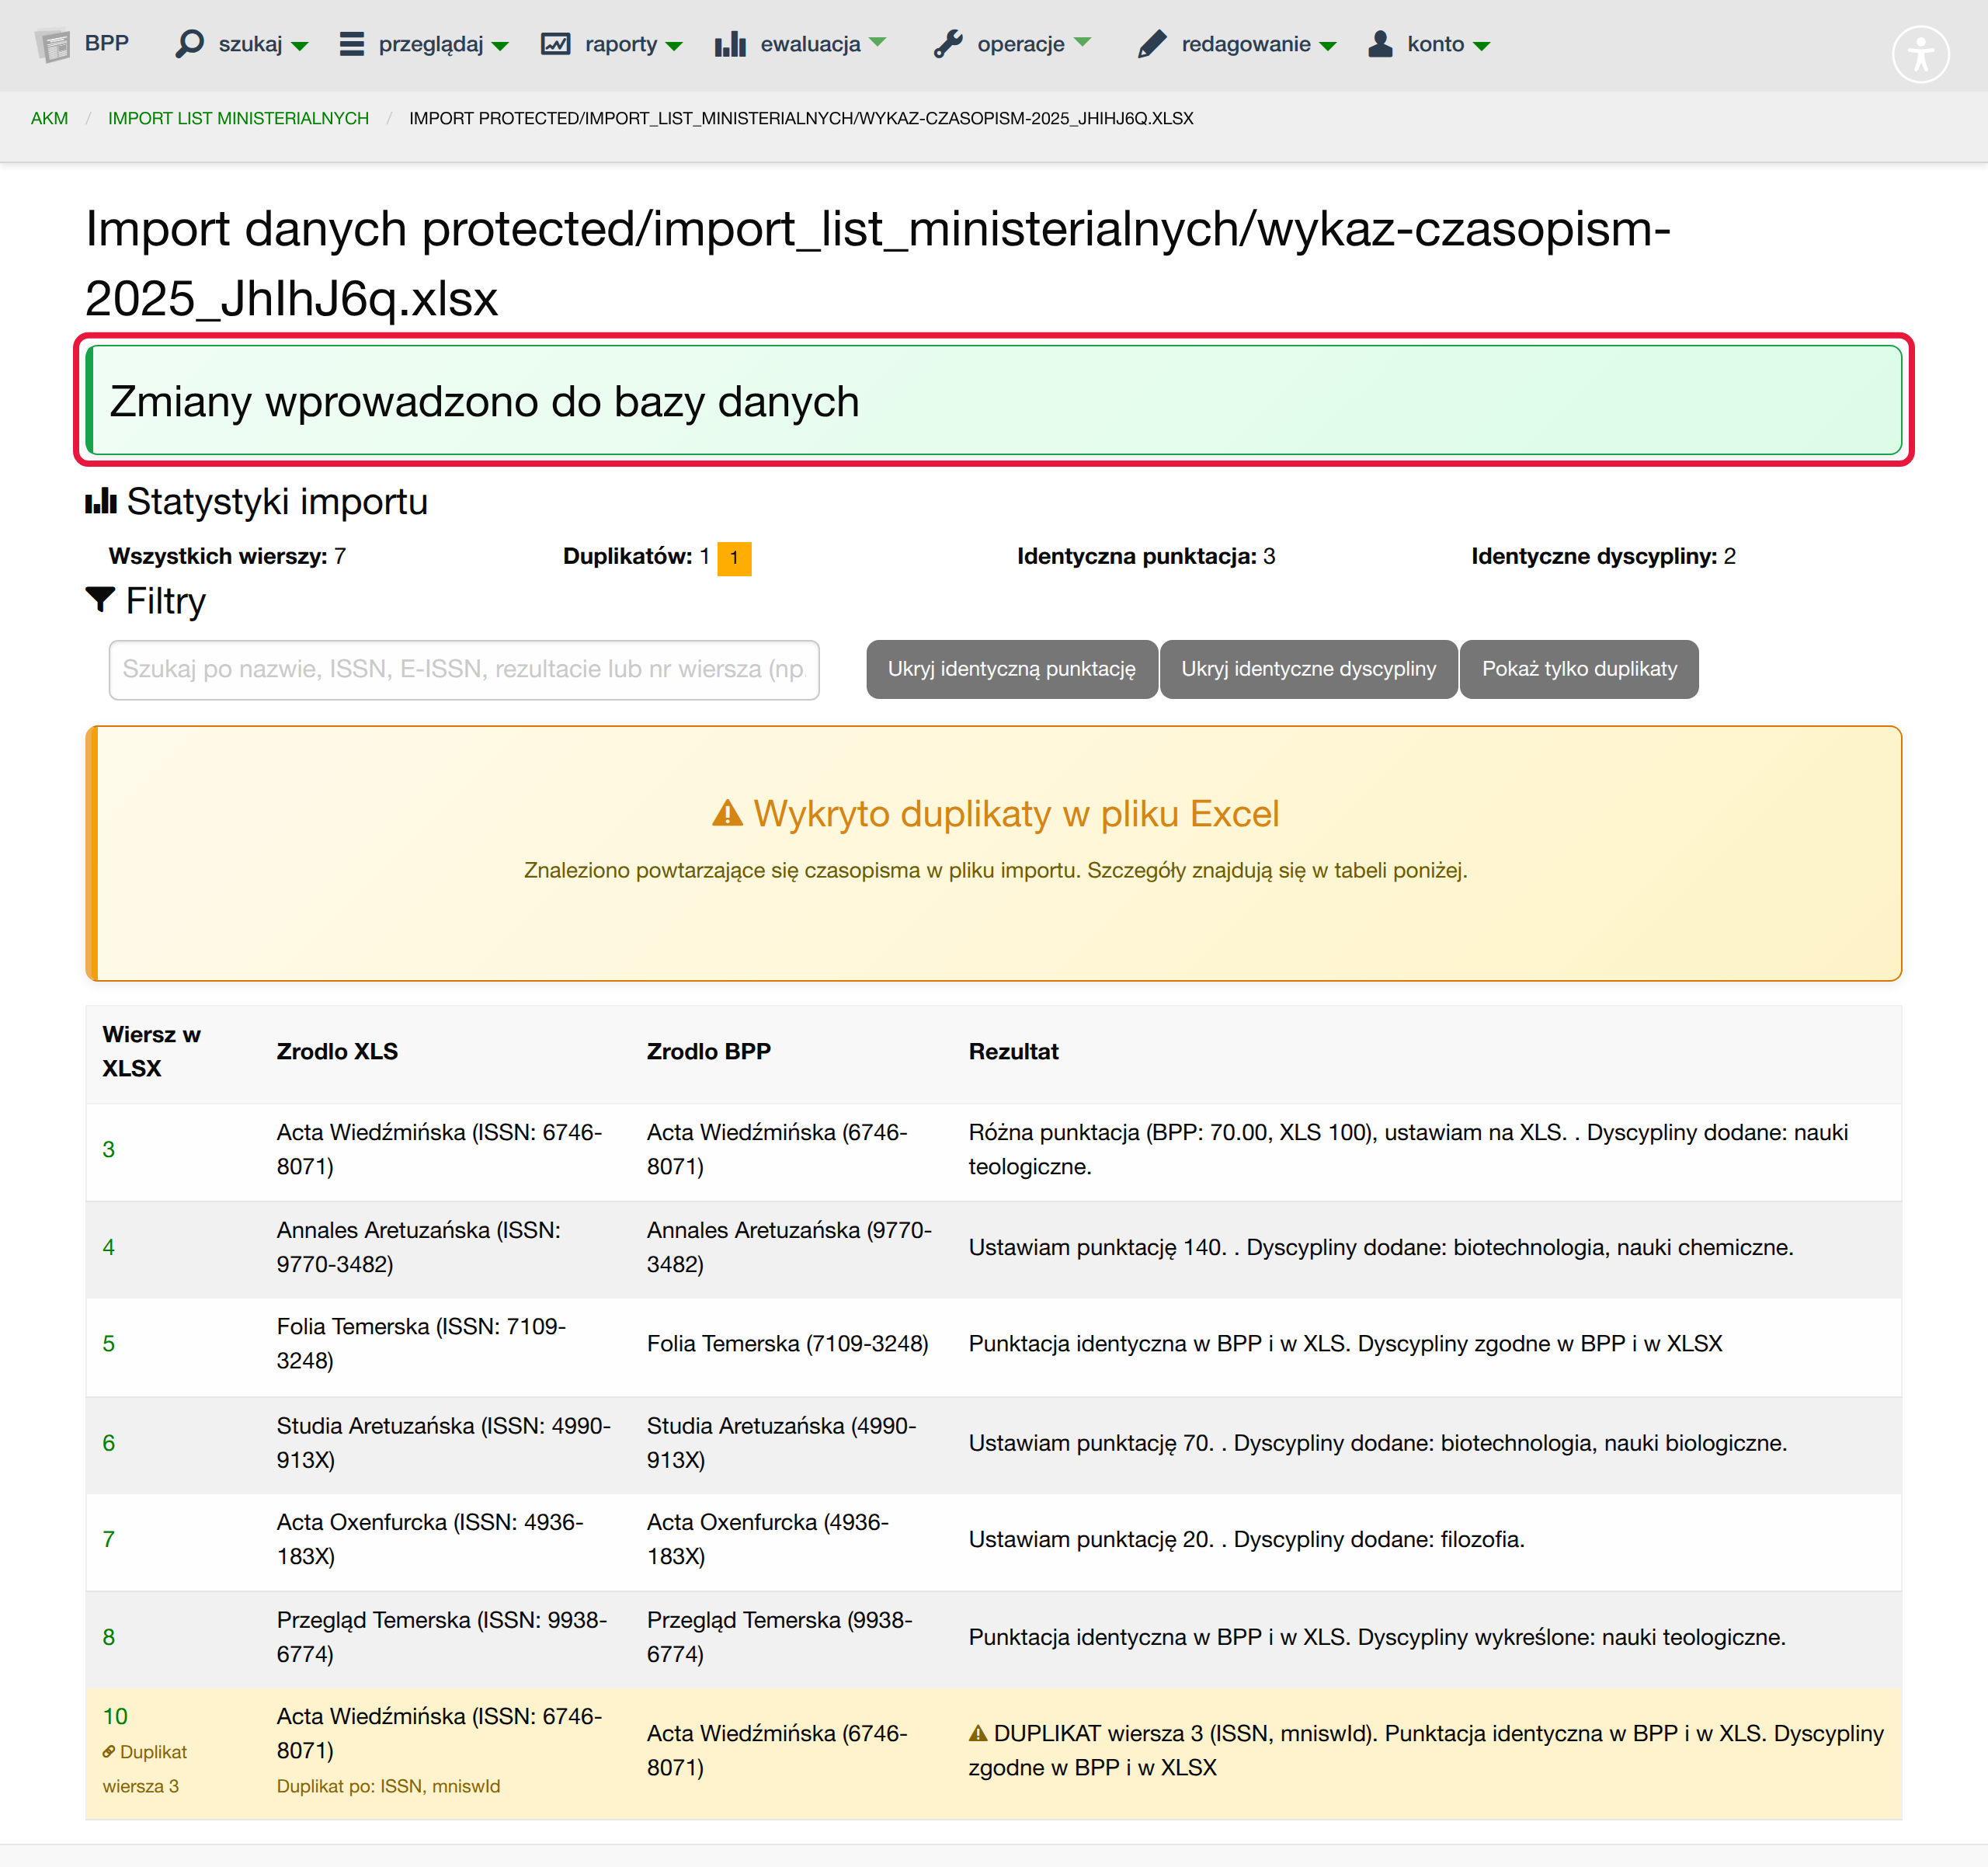 BPP szukaj przeglądaj raporty ewaluacja operacje redagowanie konto
AKM / IMPORT LIST MINISTERIALNYCH / IMPORT PROTECTED/IMPORT_LIST_MINISTERIALNYCH/WYKAZ-CZASOPISM-2025_JHIHJ6Q.XLSX
Import danych protected/import_list_ministerialnych/wykaz-czasopism-
2025_JhIhJ6q.xlsx
Zmiany wprowadzono do bazy danych
Statystyki importu
Wszystkich wierszy: 7 Duplikatów: 1 1 Identyczna punktacja: 3 Identyczne dyscypliny: 2
Filtry
Szukaj po nazwie, ISSN, E-ISSN, rezultacie lub nr wiersza (np. Ukryj identyczną punktację Ukryj identyczne dyscypliny Pokaż tylko duplikaty
Wykryto duplikaty w pliku Excel
Znaleziono powtarzające się czasopisma w pliku importu. Szczegóły znajdują się w tabeli poniżej.
Wiersz w
XLSX
Zrodlo XLS
Zrodlo BPP
Rezultat
3
Acta Wiedźmińska (ISSN: 6746-
8071)
Acta Wiedźmińska (6746-
8071)
Różna punktacja (BPP: 70.00, XLS 100), ustawiam na XLS. . Dyscypliny dodane: nauki
teologiczne.
4
Annales Aretuzańska (ISSN:
9770-3482)
Annales Aretuzańska (9770-
3482)
Ustawiam punktację 140. . Dyscypliny dodane: biotechnologia, nauki chemiczne.
5
Folia Temerska (ISSN: 7109-
3248)
Folia Temerska (7109-3248)
Punktacja identyczna w BPP i w XLS. Dyscypliny zgodne w BPP i w XLSX
6
Studia Aretuzańska (ISSN: 4990-
913X)
Studia Aretuzańska (4990-
913X)
Ustawiam punktację 70. . Dyscypliny dodane: biotechnologia, nauki biologiczne.
7
Acta Oxenfurcka (ISSN: 4936-
183X)
Acta Oxenfurcka (4936-
183X)
Ustawiam punktację 20. . Dyscypliny dodane: filozofia.
8
Przegląd Temerska (ISSN: 9938-
6774)
Przegląd Temerska (9938-
6774)
Punktacja identyczna w BPP i w XLS. Dyscypliny wykreślone: nauki teologiczne.
10
Duplikat
wiersza 3
Acta Wiedźmińska (ISSN: 6746-
8071)
Duplikat po: ISSN, mniswId
Acta Wiedźmińska (6746-
8071)
DUPLIKAT wiersza 3 (ISSN, mniswId). Punktacja identyczna w BPP i w XLS. Dyscypliny
zgodne w BPP i w XLSX